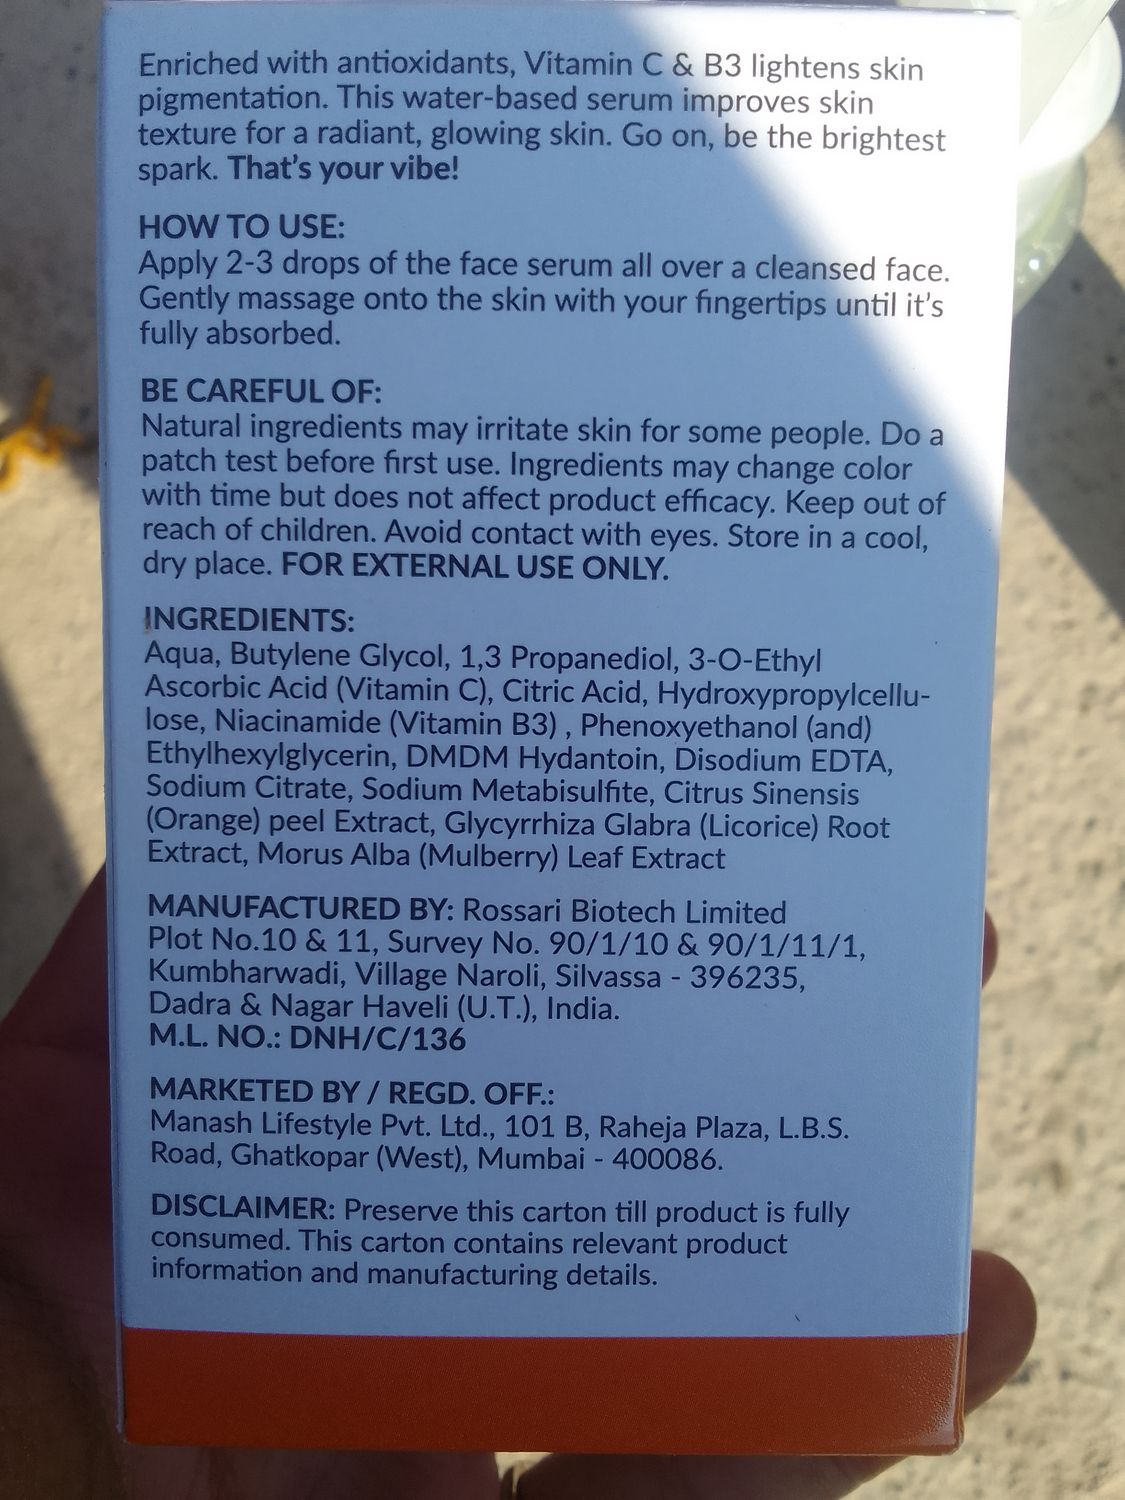 Enriched with antioxidants, Vitamin C & B3 lightens skin
pigmentation. This water-based serum improves skin
texture for a radiant, glowing skin. Go on, be the brightest
spark. That's your vibe!
HOW TO USE:
Apply 2-3 drops of the face serum all over a cleansed face.
Gently massage onto the skin with your fingertips until it's
fully absorbed.
BE CAREFUL OF:
Natural ingredients may irritate skin for some people. Do a
patch test before first use. Ingredients may change color
with time but does not affect product efficacy. Keep out of
reach of children. Avoid contact with eyes. Store in a cool,
dry place. FOR EXTERNAL USE ONLY.
INGREDIENTS:
Aqua, Butylene Glycol, 1,3 Propanediol, 3-O-Ethyl
Ascorbic Acid (Vitamin C), Citric Acid, Hydroxypropylcellu-
lose, Niacinamide (Vitamin B3) , Phenoxyethanol (and)
Ethylhexylglycerin, DMDM Hydantoin, Disodium EDTA,
Sodium Citrate, Sodium Metabisulfite, Citrus Sinensis
(Orange) peel Extract, Glycyrrhiza Glabra (Licorice) Root
Extract, Morus Alba (Mulberry) Leaf Extract
MANUFACTURED BY: Rossari Biotech Limited
Plot No.10 & 11, Survey No. 90/1/10 & 90/1/11/1,
Kumbharwadi, Village Naroli, Silvassa - 396235,
Dadra & Nagar Haveli (U.T.), India.
M.L. NO.: DNH/C/136
MARKETED BY / REGD. OFF.:
Manash Lifestyle Pvt. Ltd., 101 B, Raheja Plaza, L.B.S.
Road, Ghatkopar (West), Mumbai - 400086.
DISCLAIMER: Preserve this carton till product is fully
consumed. This carton contains relevant product
information and manufacturing details.